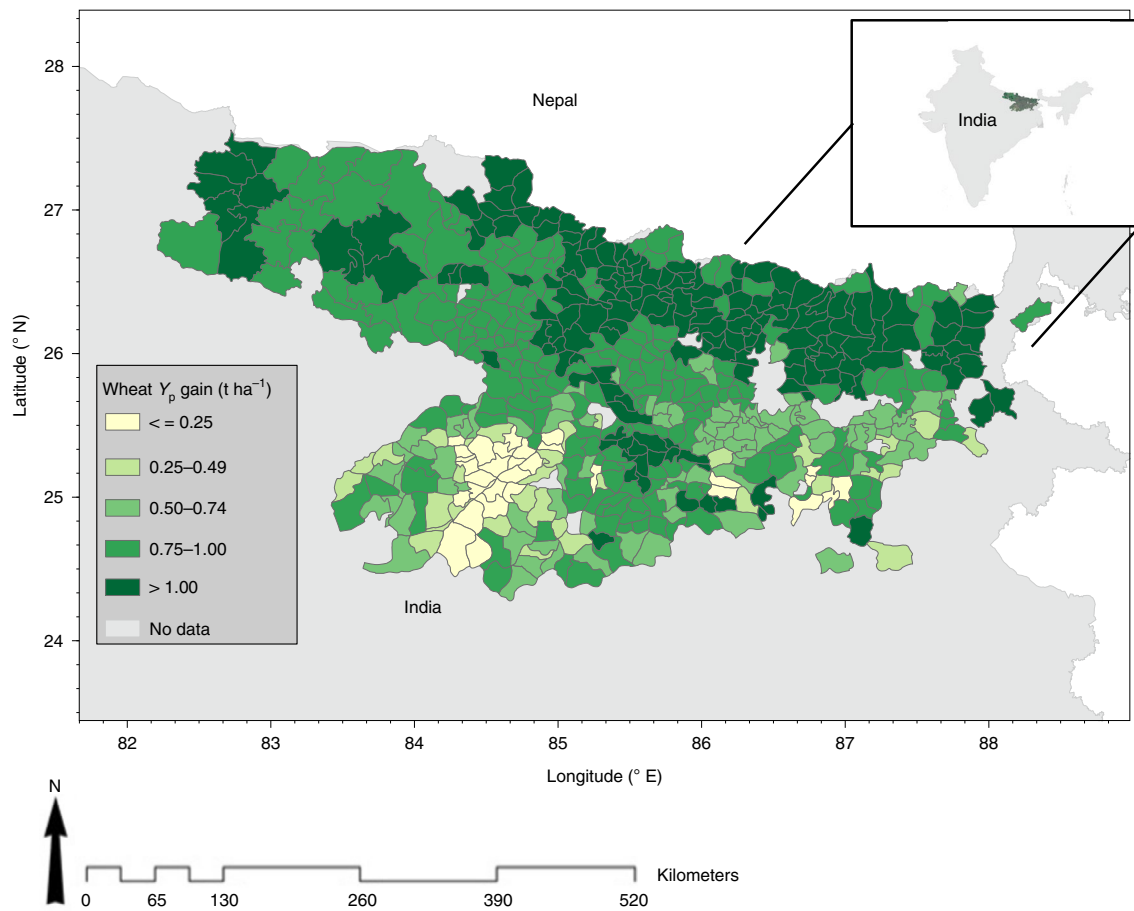 28
27
26
25
24
Latitude (° N)
Nepal
India
Wheat Yp gain (t ha⁻¹)
< = 0.25
0.25–0.49
0.50–0.74
0.75–1.00
> 1.00
No data
India
82 83 84 85 86 87 88
Longitude (° E)
N
Kilometers
0 65 130 260 390 520